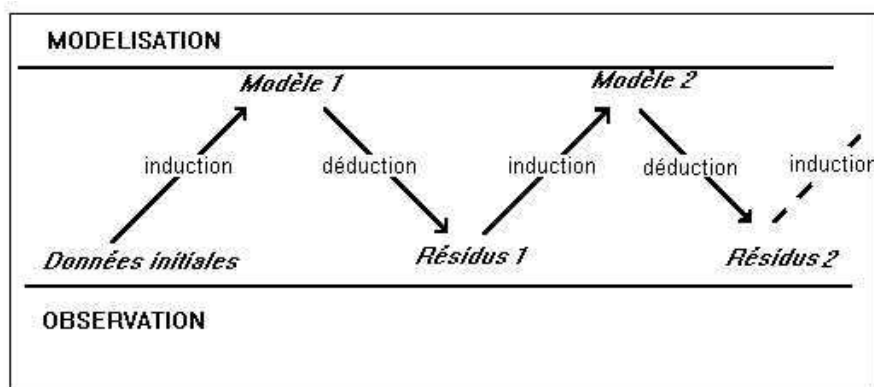 MODELISATION
Modèle 1 Modèle 2
induction déduction induction déduction induction
Données initiales Résidus 1 Résidus 2
OBSERVATION